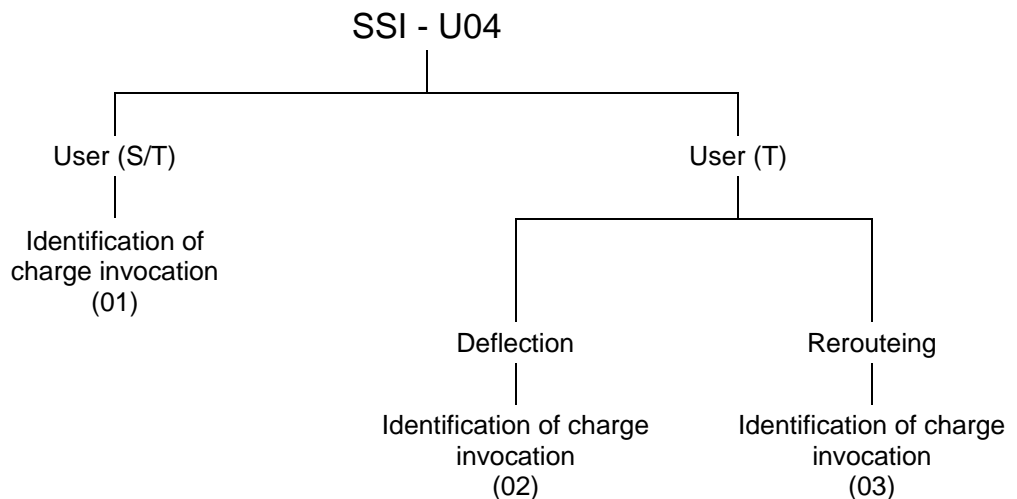 SSI - U04
User (S/T)
User (T)
Identification of
charge invocation
(01)
Deflection
Rerouteing
Identification of charge
invocation
(02)
Identification of charge
invocation
(03)